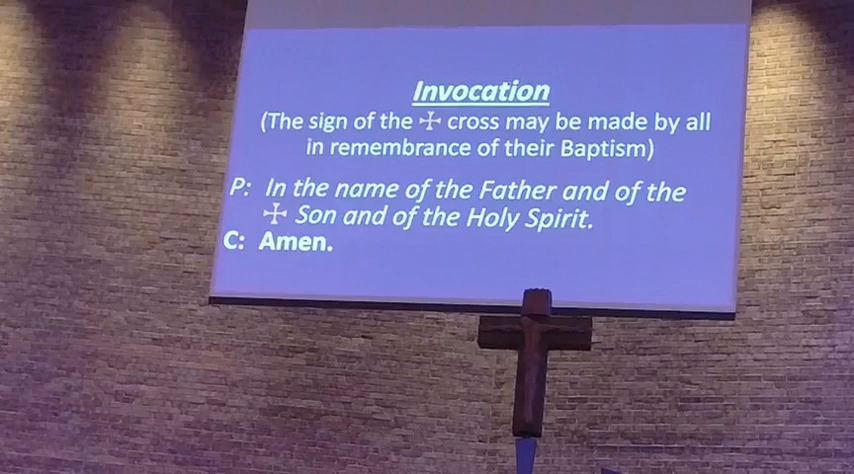 Invocation
(The sign of the ☩ cross may be made by all
in remembrance of their Baptism)
P: In the name of the Father and of the
☩ Son and of the Holy Spirit.
C: Amen.